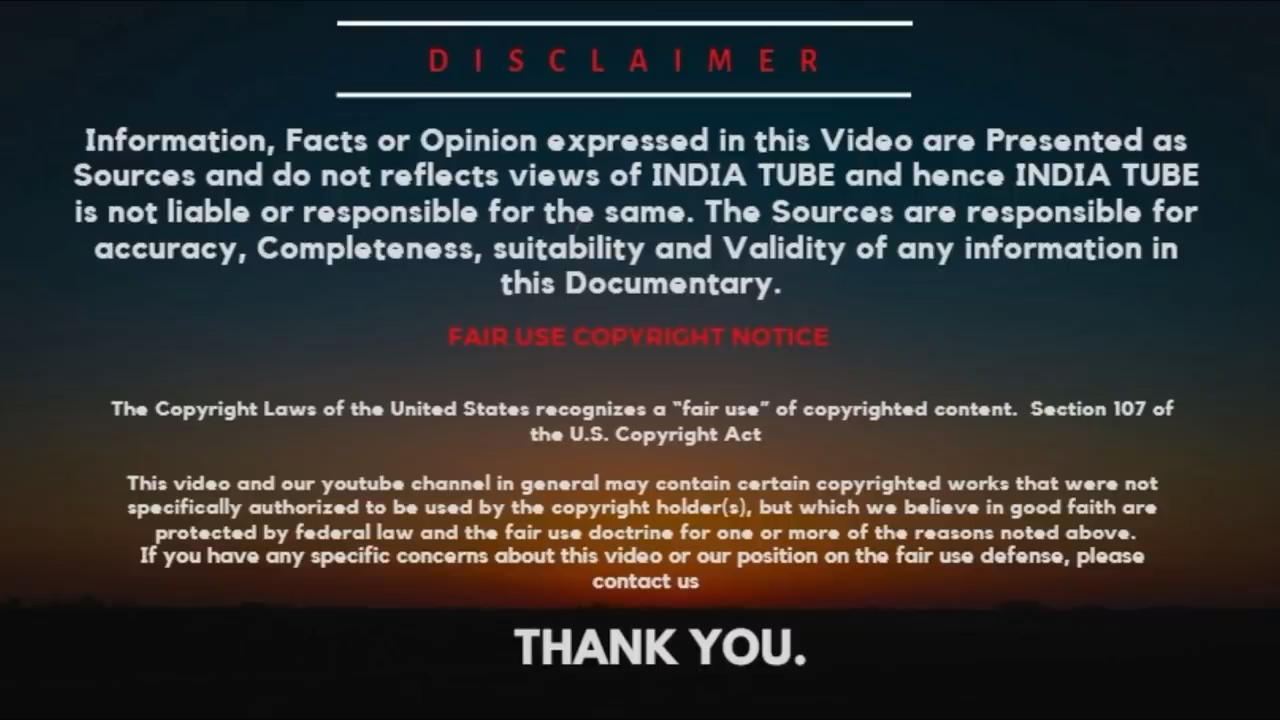 DISCLAIMER
Information, Facts or Opinion expressed in this Video are Presented as
Sources and do not reflects views of INDIA TUBE and hence INDIA TUBE
is not liable or responsible for the same. The Sources are responsible for
accuracy, Completeness, suitability and Validity of any information in
this Documentary.
FAIR USE COPYRIGHT NOTICE
The Copyright Laws of the United States recognizes a "fair use" of copyrighted content. Section 107 of
the U.S. Copyright Act
This video and our youtube channel in general may contain certain copyrighted works that were not
specifically authorized to be used by the copyright holder(s), but which we believe in good faith are
protected by federal law and the fair use doctrine for one or more of the reasons noted above.
If you have any specific concerns about this video or our position on the fair use defense, please
contact us
THANK YOU.